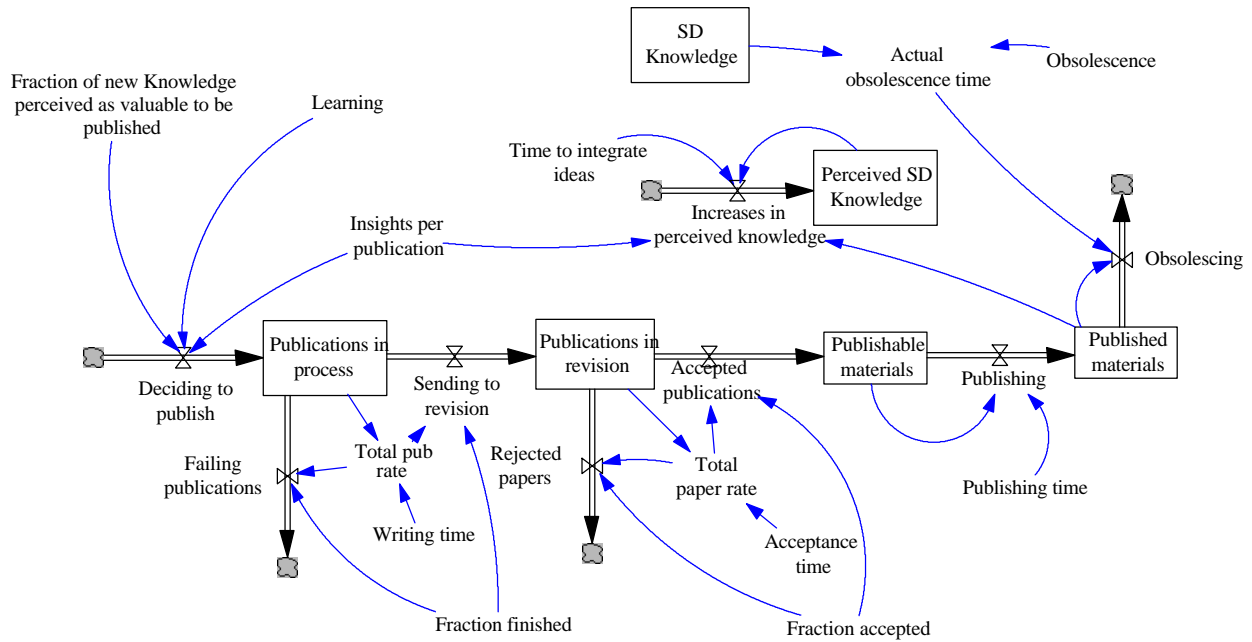 SD
Knowledge
Actual
obsolescence time
Obsolescence
Fraction of new Knowledge
perceived as valuable to be
published
Learning
Time to integrate
ideas
Perceived SD
Knowledge
Increases in
perceived knowledge
Insights per
publication
Obsolescing
Deciding to
publish
Publications in
process
Sending to
revision
Publications in
revision
Accepted
publications
Publishable
materials
Publishing
Published
materials
Failing
publications
Total pub
rate
Writing time
Rejected
papers
Total
paper rate
Acceptance
time
Publishing time
Fraction finished
Fraction accepted